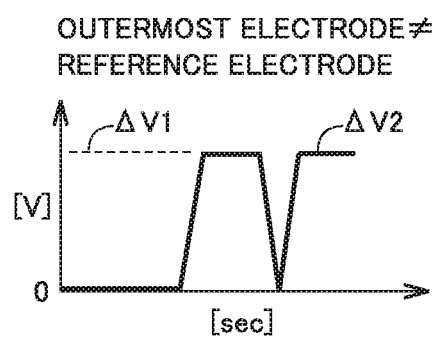 OUTERMOST ELECTRODE≠
REFERENCE ELECTRODE
ΔV1
ΔV2
[V]
0
[sec]